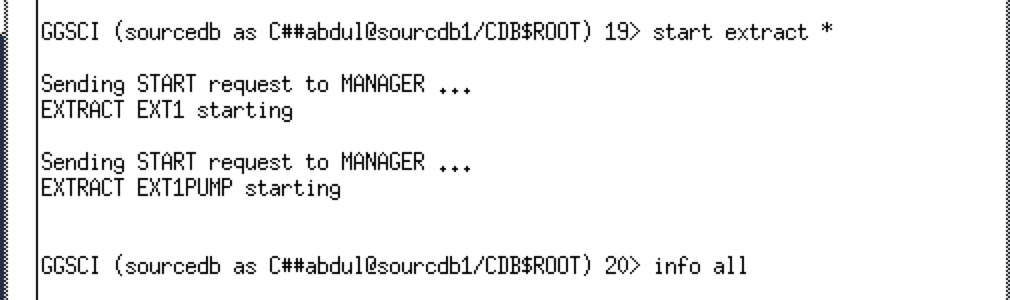 GGSCI (sourcedb as C##abdul@sourcdb1/CDB$ROOT) 19> start extract *
Sending START request to MANAGER ...
EXTRACT EXT1 starting
Sending START request to MANAGER ...
EXTRACT EXT1PUMP starting
GGSCI (sourcedb as C##abdul@sourcdb1/CDB$ROOT) 20> info all